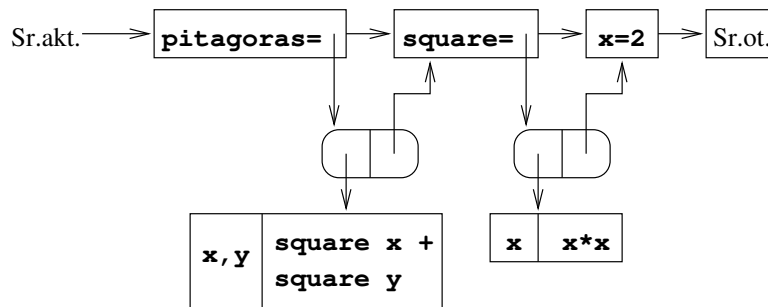 Sr.akt. pitagoras= square= x=2 Sr.ot.
x,y square x + square y x x*x